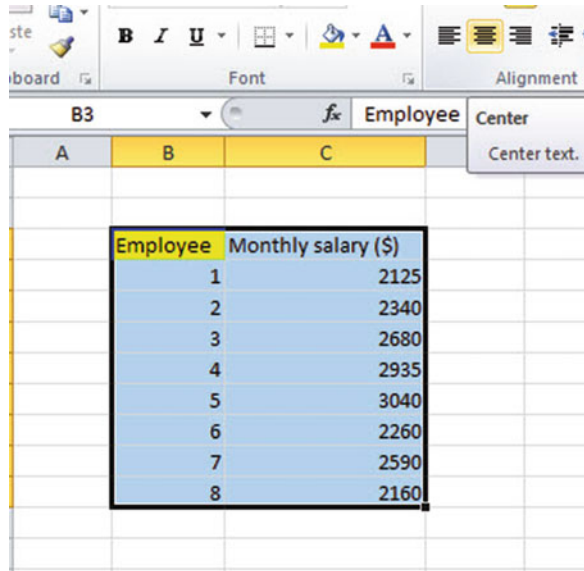 ste
B I U A
board Font Alignment
B3 fx Employee
Center
Center text.
A B C
Employee Monthly salary ($)
1 2125
2 2340
3 2680
4 2935
5 3040
6 2260
7 2590
8 2160